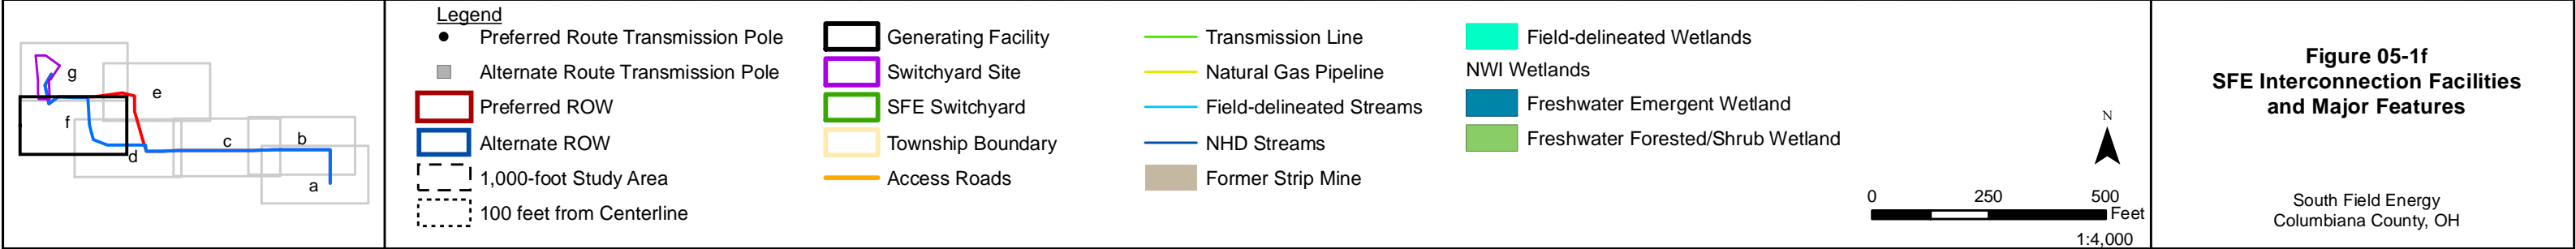 g
e
f
d
c
b
a
Legend
Preferred Route Transmission Pole
Alternate Route Transmission Pole
Preferred ROW
Alternate ROW
1,000-foot Study Area
100 feet from Centerline
Generating Facility
Switchyard Site
SFE Switchyard
Township Boundary
Access Roads
Transmission Line
Natural Gas Pipeline
Field-delineated Streams
NHD Streams
Former Strip Mine
Field-delineated Wetlands
NWI Wetlands
Freshwater Emergent Wetland
Freshwater Forested/Shrub Wetland
N
0 250 500
Feet
1:4,000
Figure 05-1f
SFE Interconnection Facilities
and Major Features
South Field Energy
Columbiana County, OH